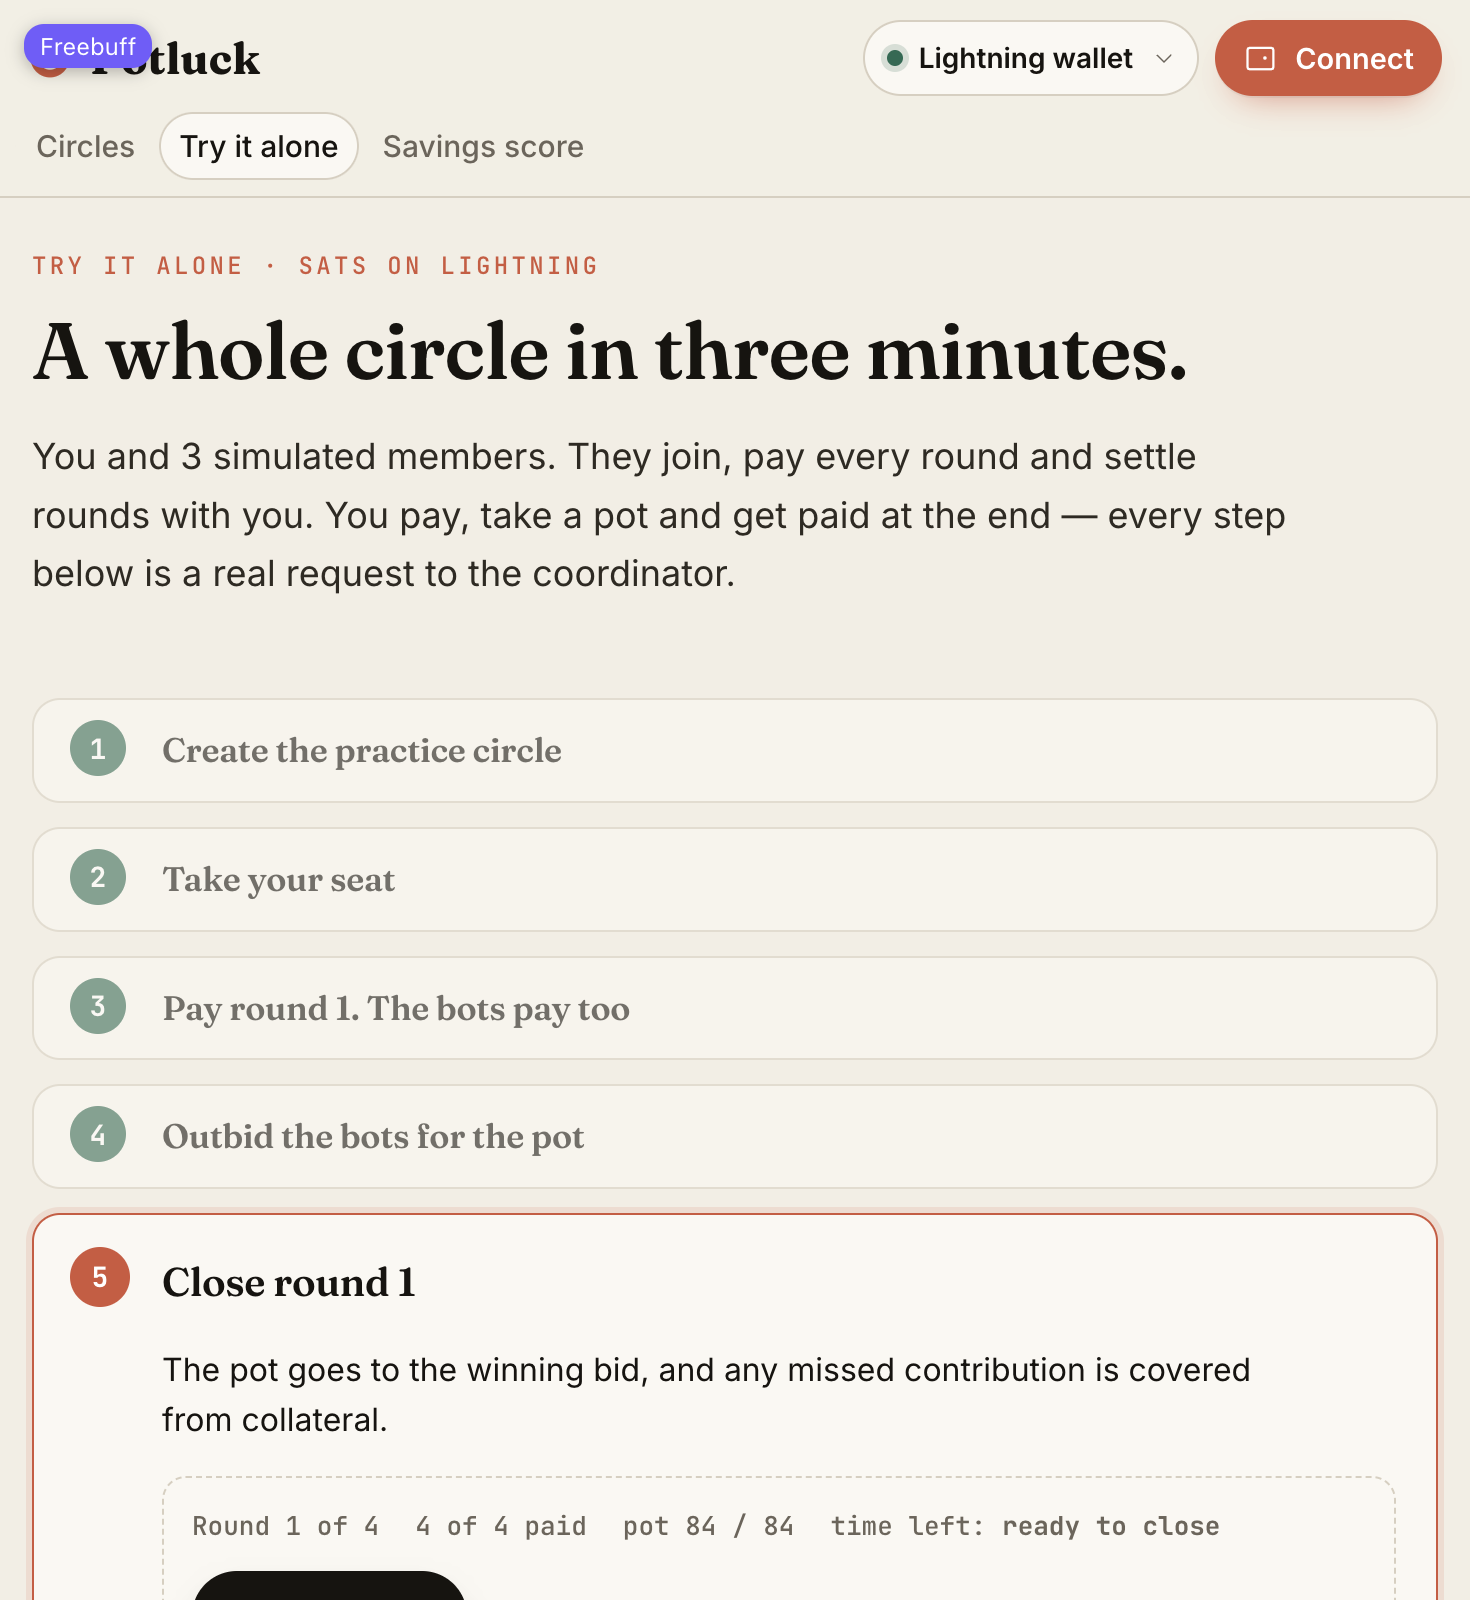 Freebuff
otluck
Lightning wallet
Connect
Circles
Try it alone
Savings score
TRY IT ALONE · SATS ON LIGHTNING
A whole circle in three minutes.
You and 3 simulated members. They join, pay every round and settle
rounds with you. You pay, take a pot and get paid at the end — every step
below is a real request to the coordinator.
1 Create the practice circle
2 Take your seat
3 Pay round 1. The bots pay too
4 Outbid the bots for the pot
5 Close round 1
The pot goes to the winning bid, and any missed contribution is covered
from collateral.
Round 1 of 4 4 of 4 paid pot 84 / 84 time left: ready to close